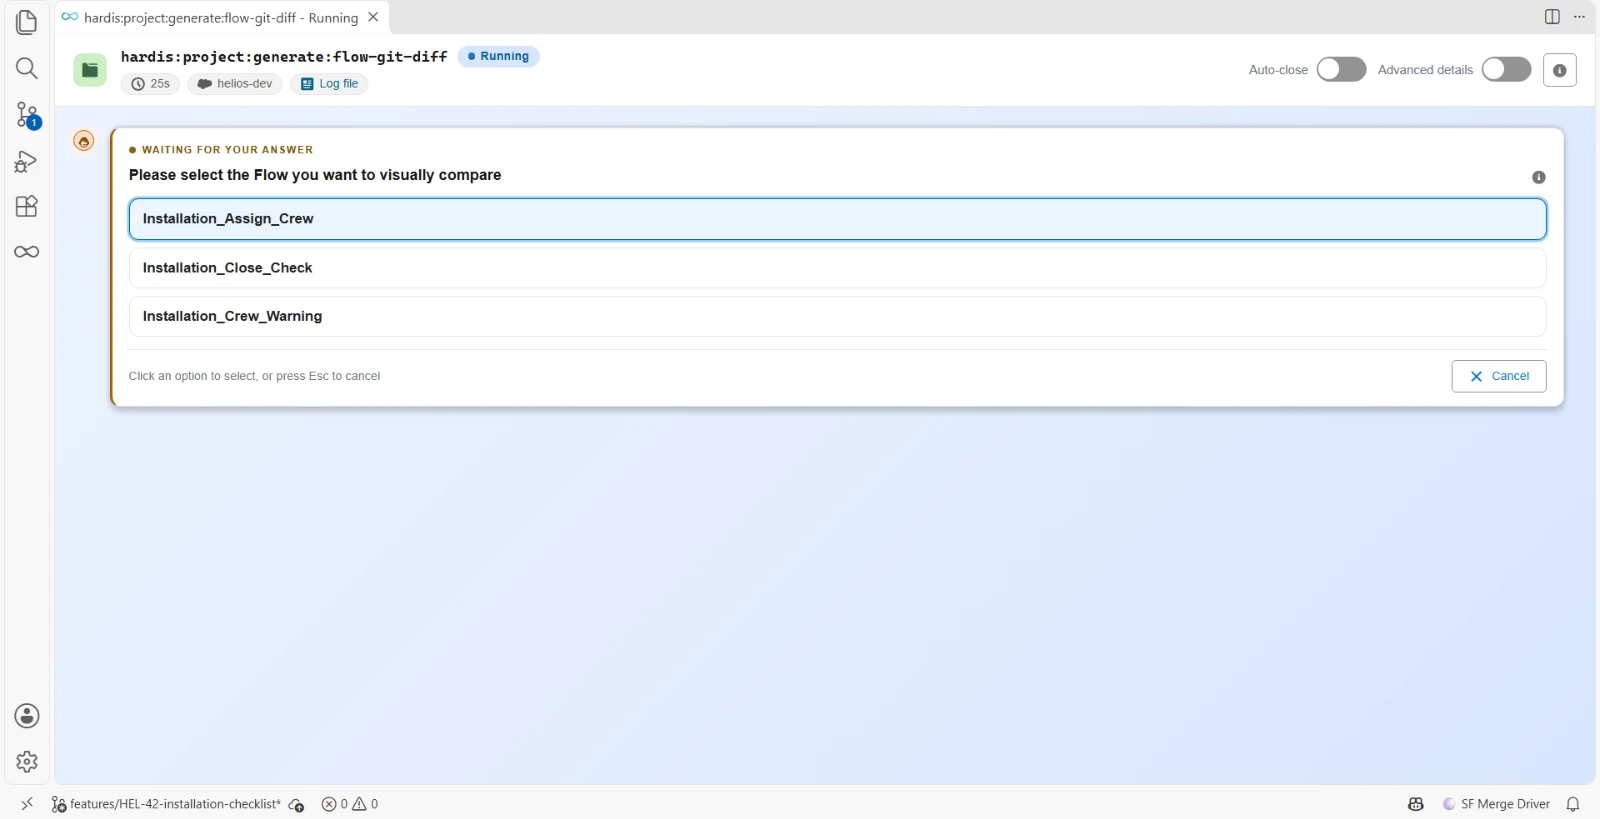 hardis:project:generate:flow-git-diff - Running
hardis:project:generate:flow-git-diff
Running
25s
helios-dev
Log file
Auto-close
Advanced details
1
WAITING FOR YOUR ANSWER
Please select the Flow you want to visually compare
Installation_Assign_Crew
Installation_Close_Check
Installation_Crew_Warning
Click an option to select, or press Esc to cancel
Cancel
features/HEL-42-installation-checklist*
0
0
SF Merge Driver